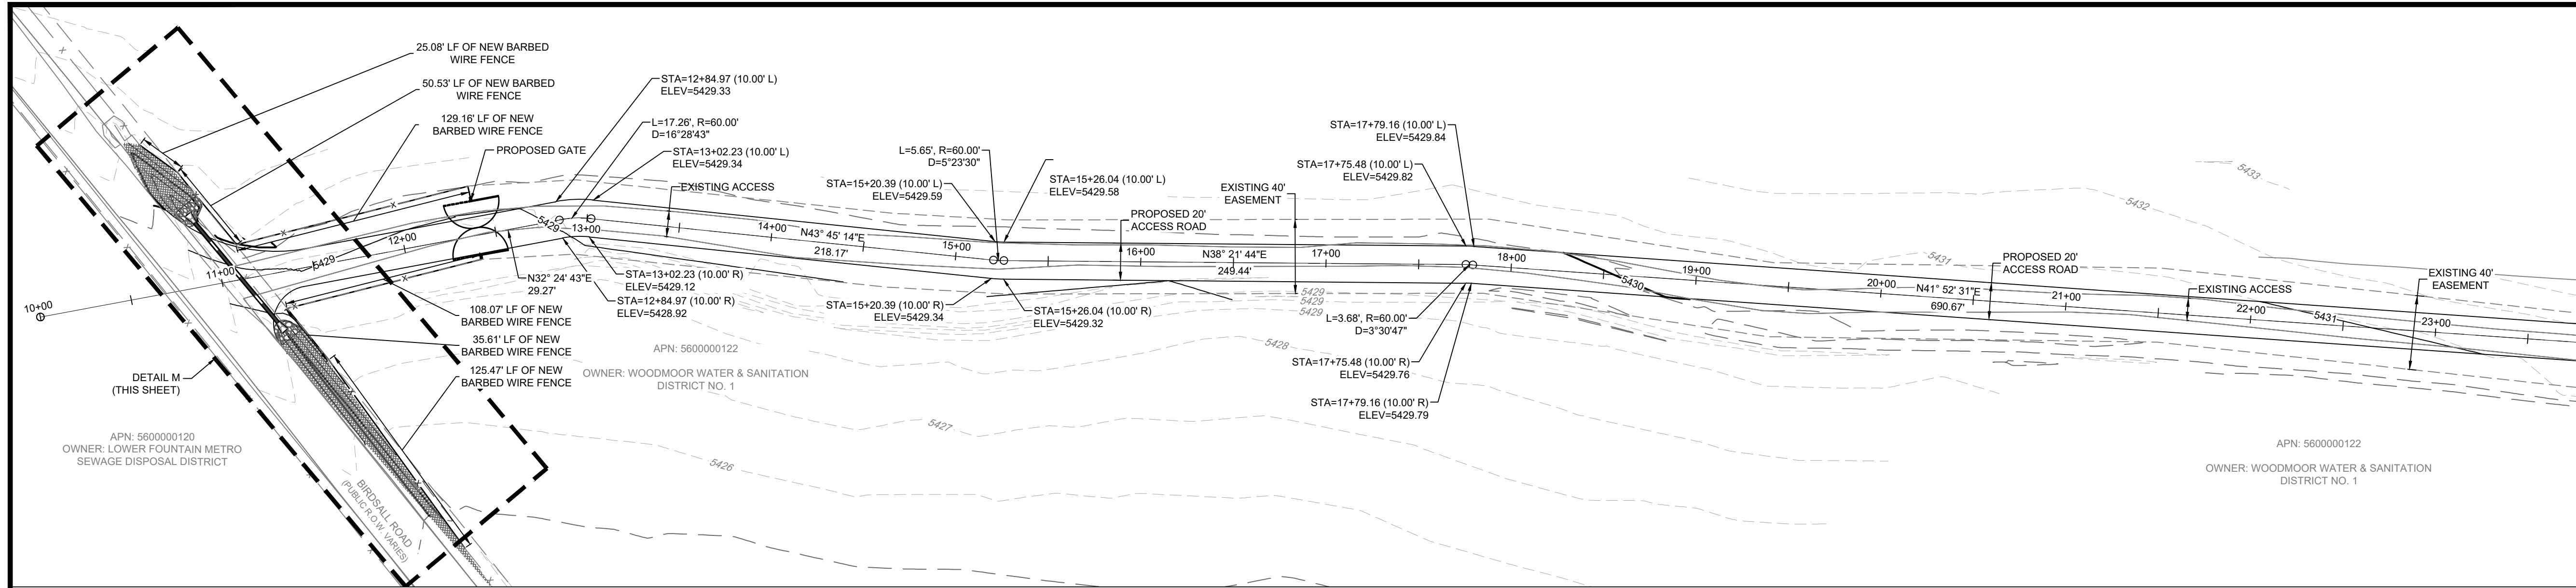 25.08' LF OF NEW BARBED
WIRE FENCE
50.53' LF OF NEW BARBED
WIRE FENCE
129.16' LF OF NEW
BARBED WIRE FENCE
PROPOSED GATE
STA=12+84.97 (10.00' L)
ELEV=5429.33
L=17.26', R=60.00'
D=16°28'43"
STA=13+02.23 (10.00' L)
ELEV=5429.34
EXISTING ACCESS
L=5.65', R=60.00'
D=5°23'30"
STA=15+20.39 (10.00' L)
ELEV=5429.59
STA=15+26.04 (10.00' L)
ELEV=5429.58
PROPOSED 20'
ACCESS ROAD
EXISTING 40'
EASEMENT
STA=17+79.16 (10.00' L)
ELEV=5429.84
STA=17+75.48 (10.00' L)
ELEV=5429.82
5433
5432
5431
PROPOSED 20'
ACCESS ROAD
EXISTING ACCESS
EXISTING 40'
EASEMENT
10+00
11+00
5429
12+00
5429
13+00
14+00
N43° 45' 14"E
218.17'
15+00
16+00
N38° 21' 44"E
249.44'
17+00
18+00
5430
19+00
20+00
N41° 52' 31"E
690.67'
21+00
22+00
5431
23+00
N32° 24' 43"E
29.27'
STA=13+02.23 (10.00' R)
ELEV=5429.12
STA=12+84.97 (10.00' R)
ELEV=5428.92
STA=15+20.39 (10.00' R)
ELEV=5429.34
STA=15+26.04 (10.00' R)
ELEV=5429.32
5429
5429
5429
5428
L=3.68', R=60.00'
D=3°30'47"
STA=17+75.48 (10.00' R)
ELEV=5429.76
STA=17+79.16 (10.00' R)
ELEV=5429.79
108.07' LF OF NEW
BARBED WIRE FENCE
35.61' LF OF NEW
BARBED WIRE FENCE
125.47' LF OF NEW
BARBED WIRE FENCE
APN: 5600000122
OWNER: WOODMOOR WATER & SANITATION
DISTRICT NO. 1
DETAIL M
(THIS SHEET)
APN: 5600000120
OWNER: LOWER FOUNTAIN METRO
SEWAGE DISPOSAL DISTRICT
BIRDSALL ROAD
(PUBLIC R.O.W. VARIES)
5427
5426
APN: 5600000122
OWNER: WOODMOOR WATER & SANITATION
DISTRICT NO. 1